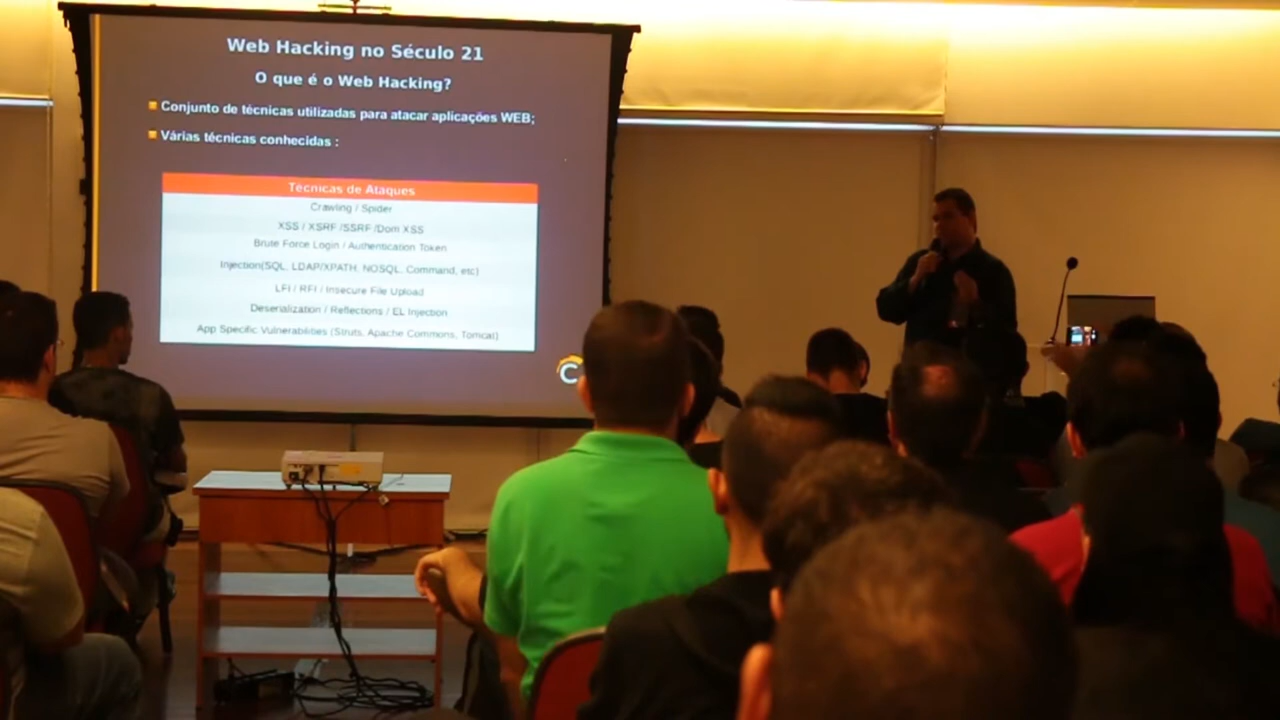 Web Hacking no Século 21
O que é o Web Hacking?
Conjunto de técnicas utilizadas para atacar aplicações WEB;
Várias técnicas conhecidas :
Técnicas de Ataques
Crawling / Spider
XSS / XSRF /SSRF /Dom XSS
Brute Force Login / Authentication Token
Injection(SQL, LDAP/XPATH, NOSQL, Command, etc)
LFI / RFI / Insecure File Upload
Deserialization / Reflections / EL Injection
App Specific Vulnerabilities (Struts, Apache Commons, Tomcat)
C